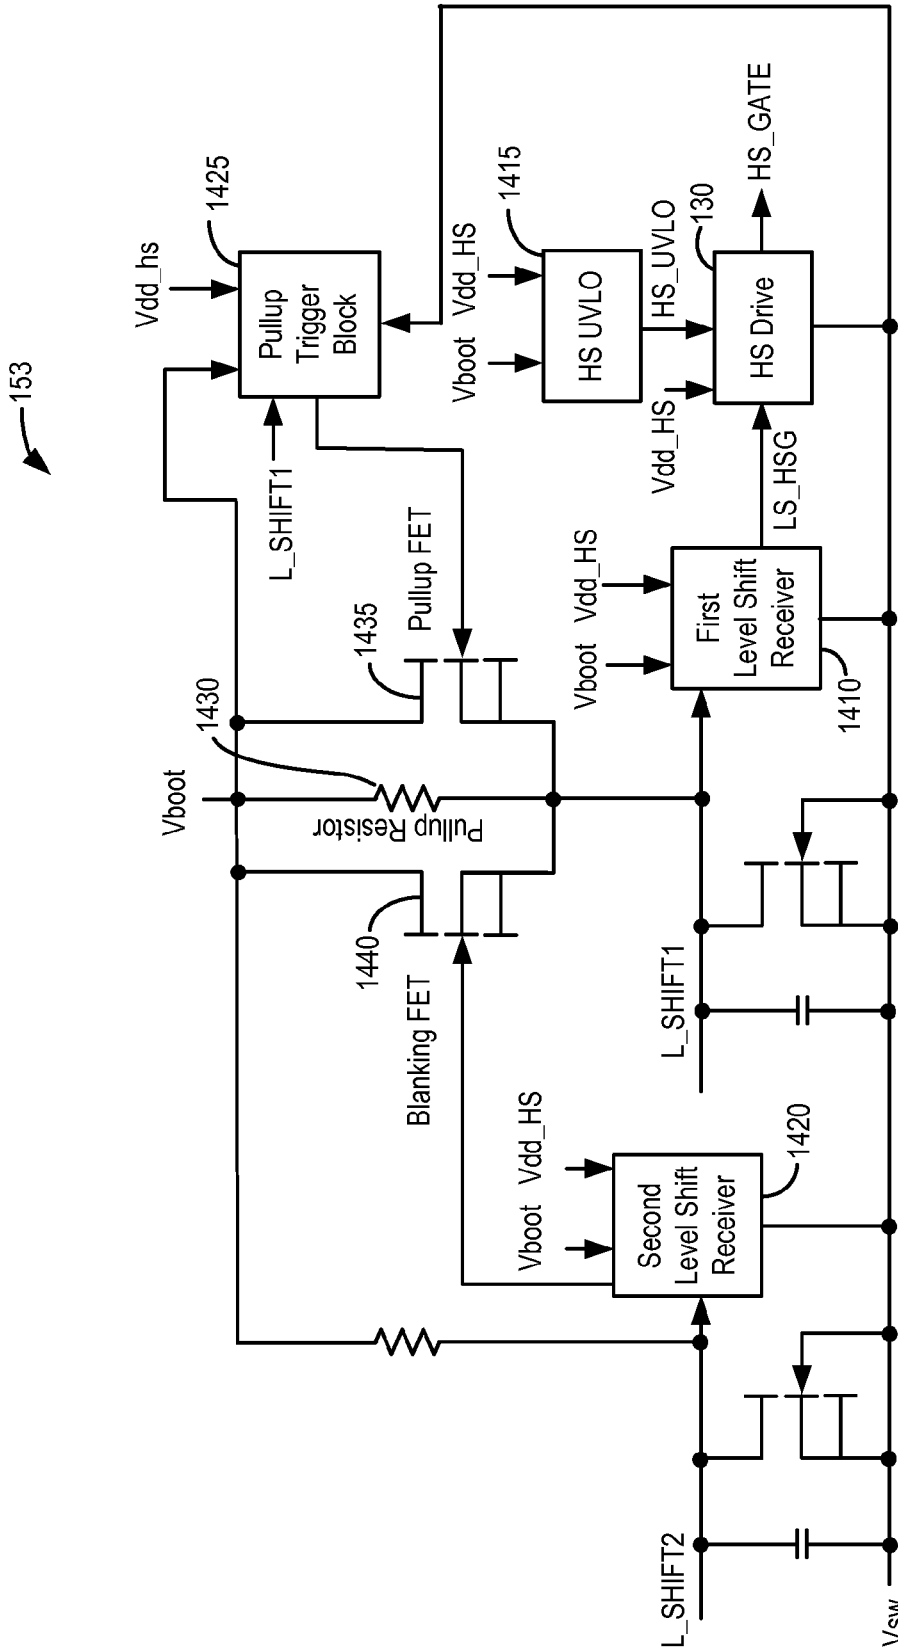 153
Vdd_hs
1425
Pullup
Trigger
Block
L_SHIFT1
Vboot
1430
Pullup Resistor
1435
Pullup FET
1440
Blanking FET
Vboot
Vdd_HS
1415
HS UVLO
HS_UVLO
Vdd_HS
130
HS Drive
HS_GATE
LS_HSG
Vboot
Vdd_HS
First
Level Shift
Receiver
1410
L_SHIFT1
Vboot
Vdd_HS
Second
Level Shift
Receiver
1420
L_SHIFT2
Vsw